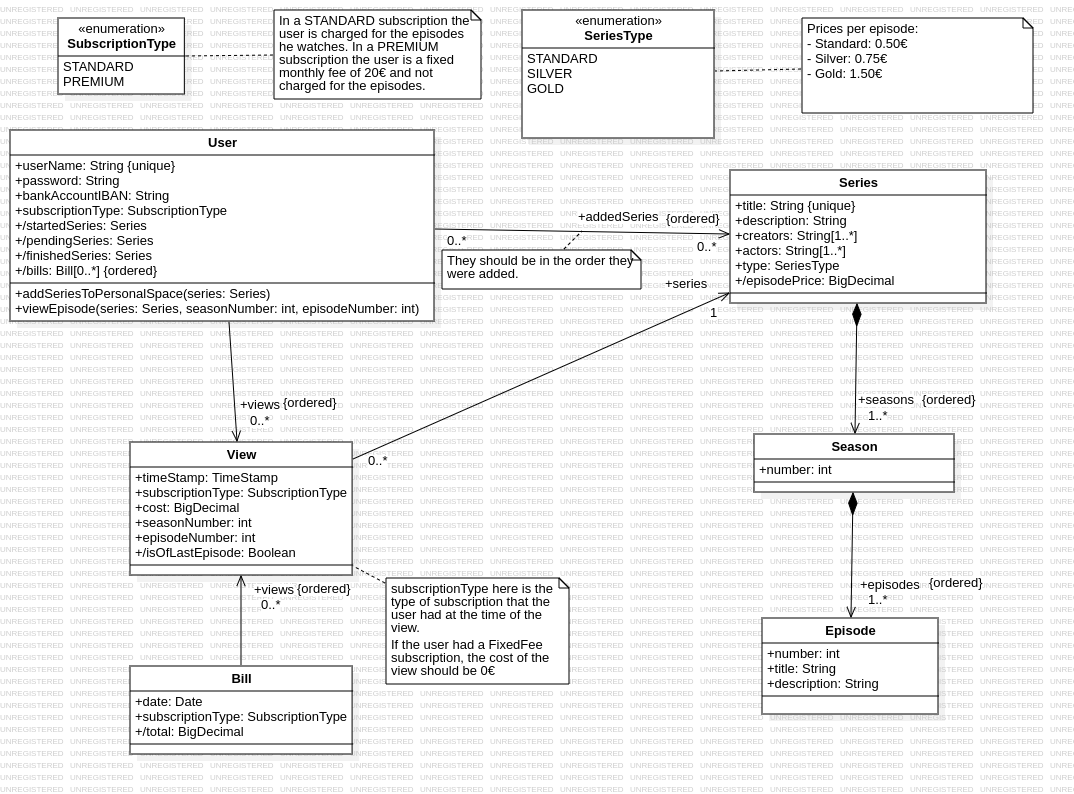 «enumeration»
SubscriptionType
STANDARD
PREMIUM
In a STANDARD subscription the
user is charged for the episodes
he watches. In a PREMIUM
subscription the user is a fixed
monthly fee of 20€ and not
charged for the episodes.
«enumeration»
SeriesType
STANDARD
SILVER
GOLD
Prices per episode:
- Standard: 0.50€
- Silver: 0.75€
- Gold: 1.50€
User
+userName: String {unique}
+password: String
+bankAccountIBAN: String
+subscriptionType: SubscriptionType
+/startedSeries: Series
+/pendingSeries: Series
+/finishedSeries: Series
+/bills: Bill[0..*] {ordered}
+addSeriesToPersonalSpace(series: Series)
+viewEpisode(series: Series, seasonNumber: int, episodeNumber: int)
+addedSeries {ordered}
0..*
0..*
They should be in the order they
were added.
Series
+title: String {unique}
+description: String
+creators: String[1..*]
+actors: String[1..*]
+type: SeriesType
+/episodePrice: BigDecimal
+series
1
+views {ordered}
0..*
0..*
+seasons {ordered}
1..*
View
+timeStamp: TimeStamp
+subscriptionType: SubscriptionType
+cost: BigDecimal
+seasonNumber: int
+episodeNumber: int
+/isOfLastEpisode: Boolean
Season
+number: int
+views {ordered}
0..*
subscriptionType here is the
type of subscription that the
user had at the time of the
view.
If the user had a FixedFee
subscription, the cost of the
view should be 0€
+episodes {ordered}
1..*
Episode
+number: int
+title: String
+description: String
Bill
+date: Date
+subscriptionType: SubscriptionType
+/total: BigDecimal
UNREGISTERED